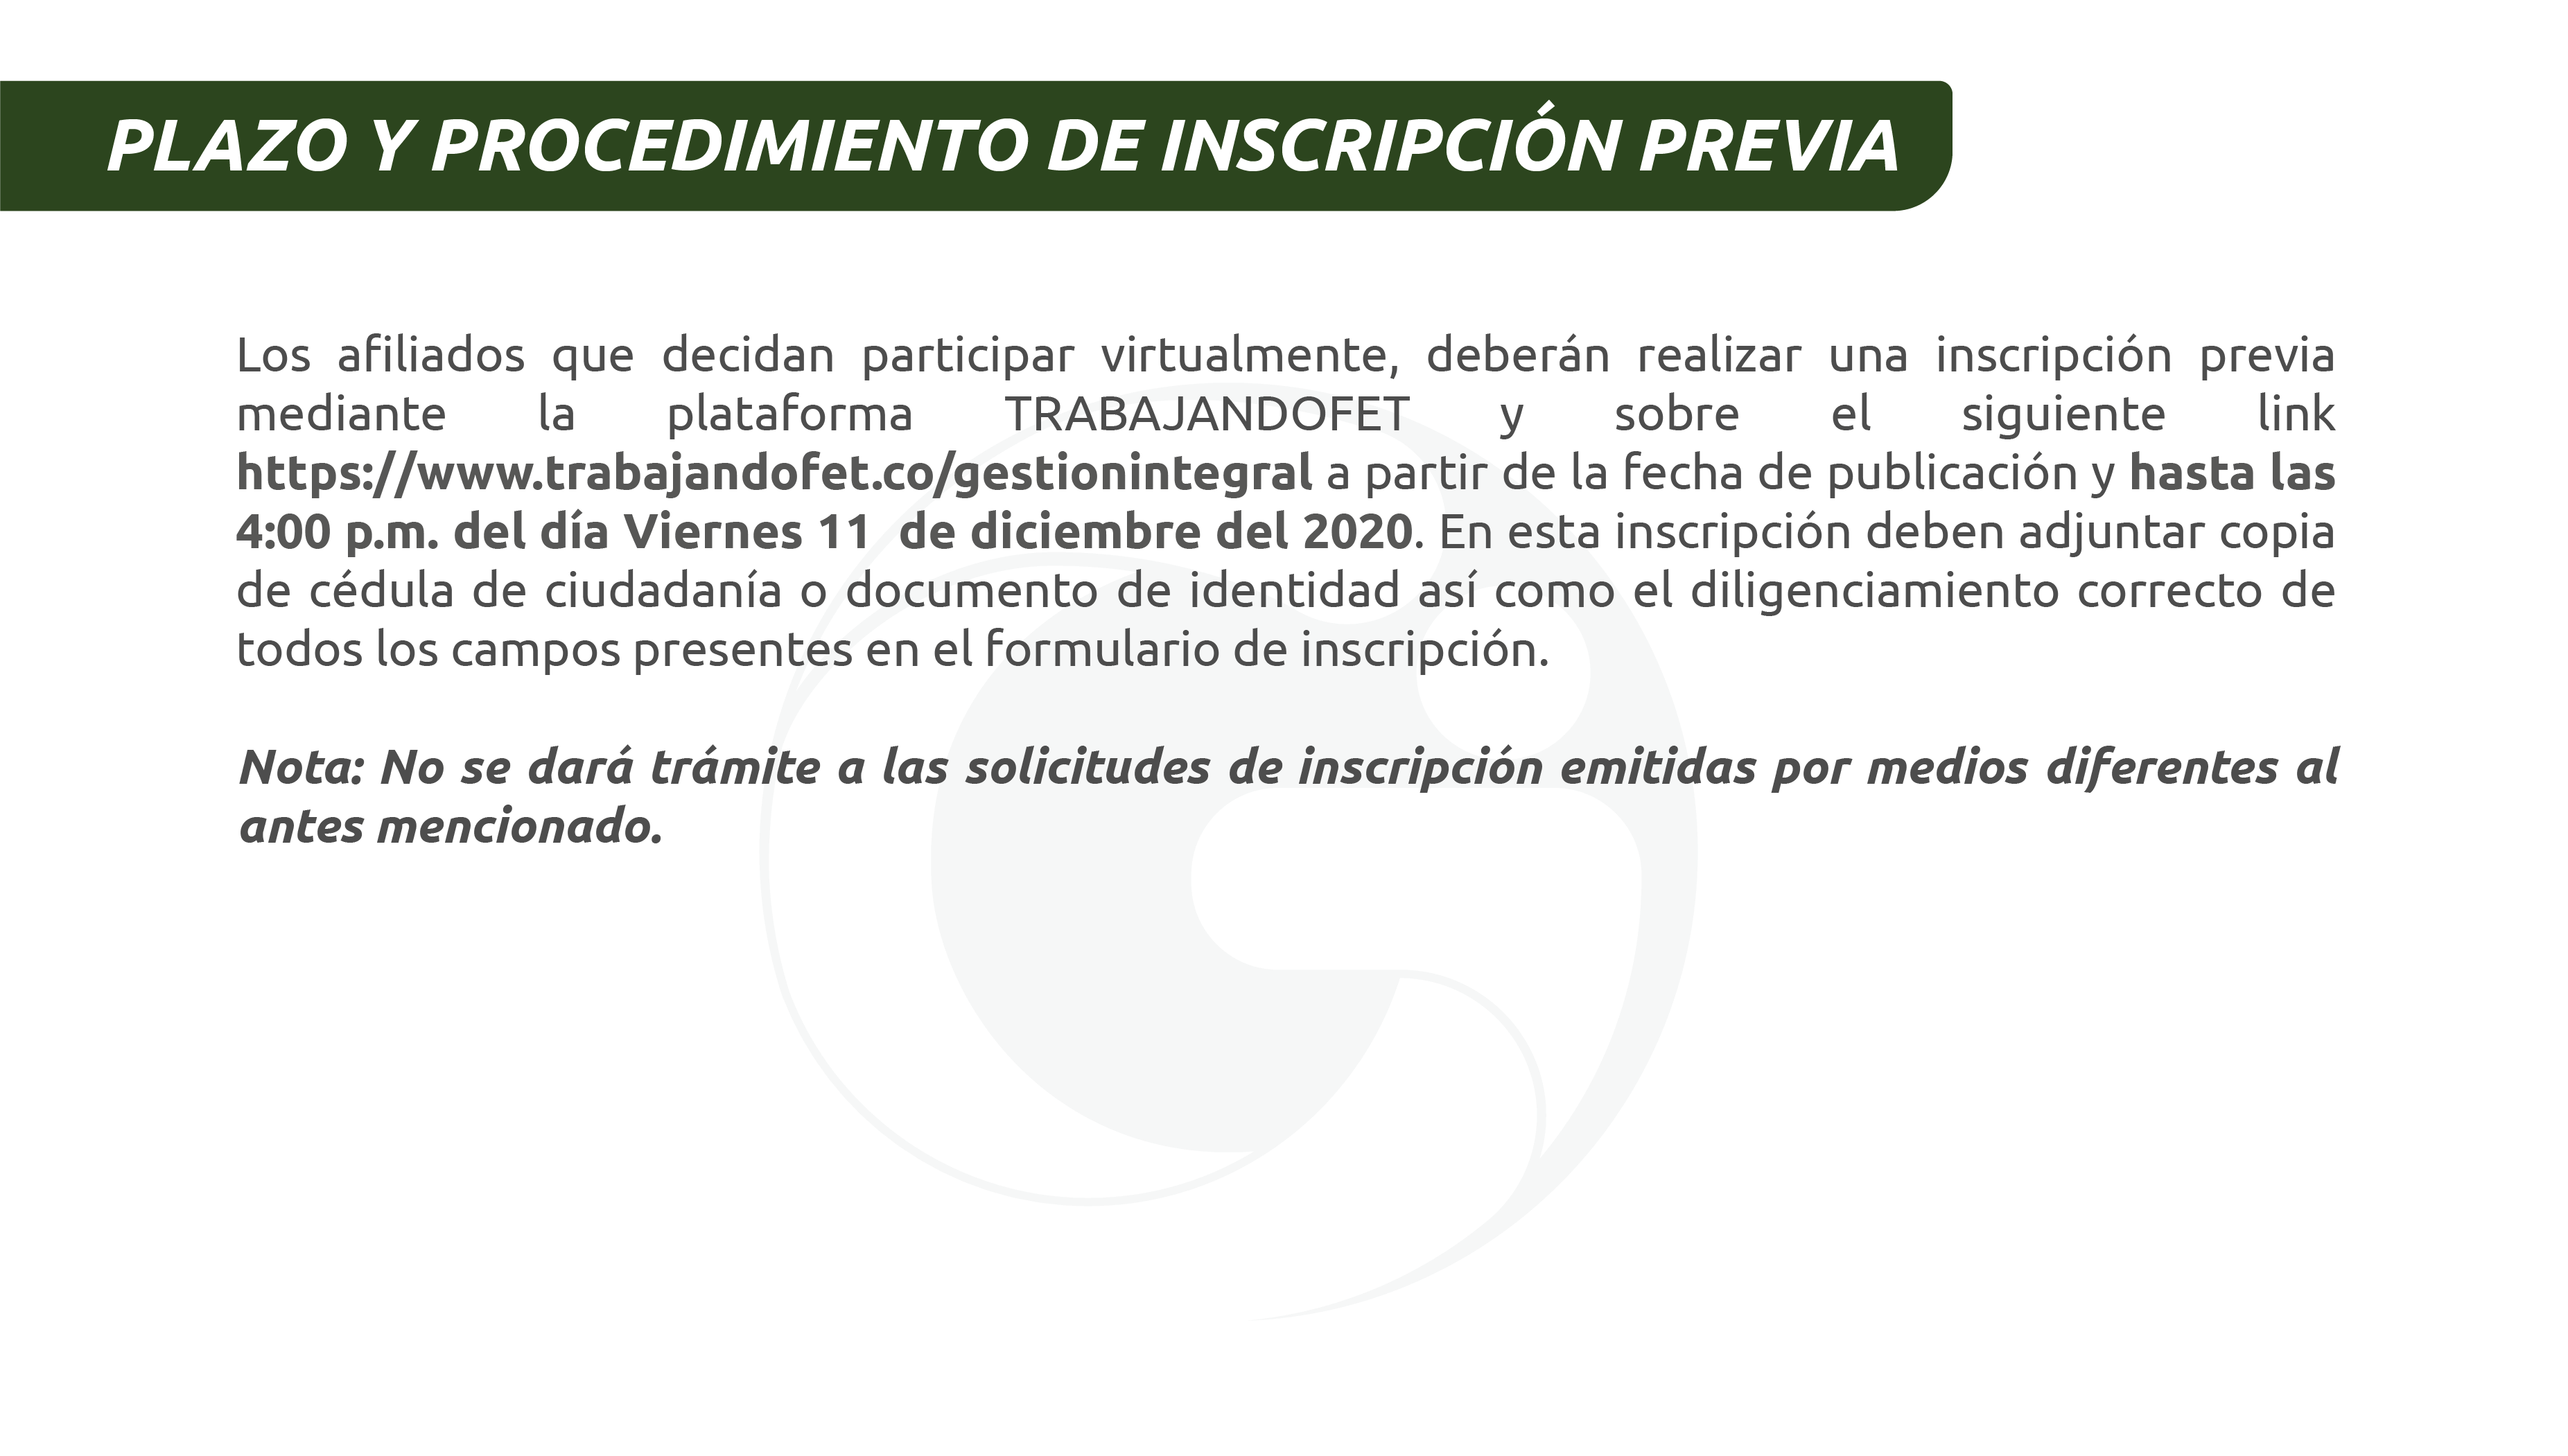 PLAZO Y PROCEDIMIENTO DE INSCRIPCIÓN PREVIA
Los afiliados que decidan participar virtualmente, deberán realizar una inscripción previa
mediante la plataforma TRABAJANDOFET y sobre el siguiente link
https://www.trabajandofet.co/gestionintegral a partir de la fecha de publicación y hasta las
4:00 p.m. del día Viernes 11  de diciembre del 2020. En esta inscripción deben adjuntar copia
de cédula de ciudadanía o documento de identidad así como el diligenciamiento correcto de
todos los campos presentes en el formulario de inscripción.
Nota: No se dará trámite a las solicitudes de inscripción emitidas por medios diferentes al
antes mencionado.